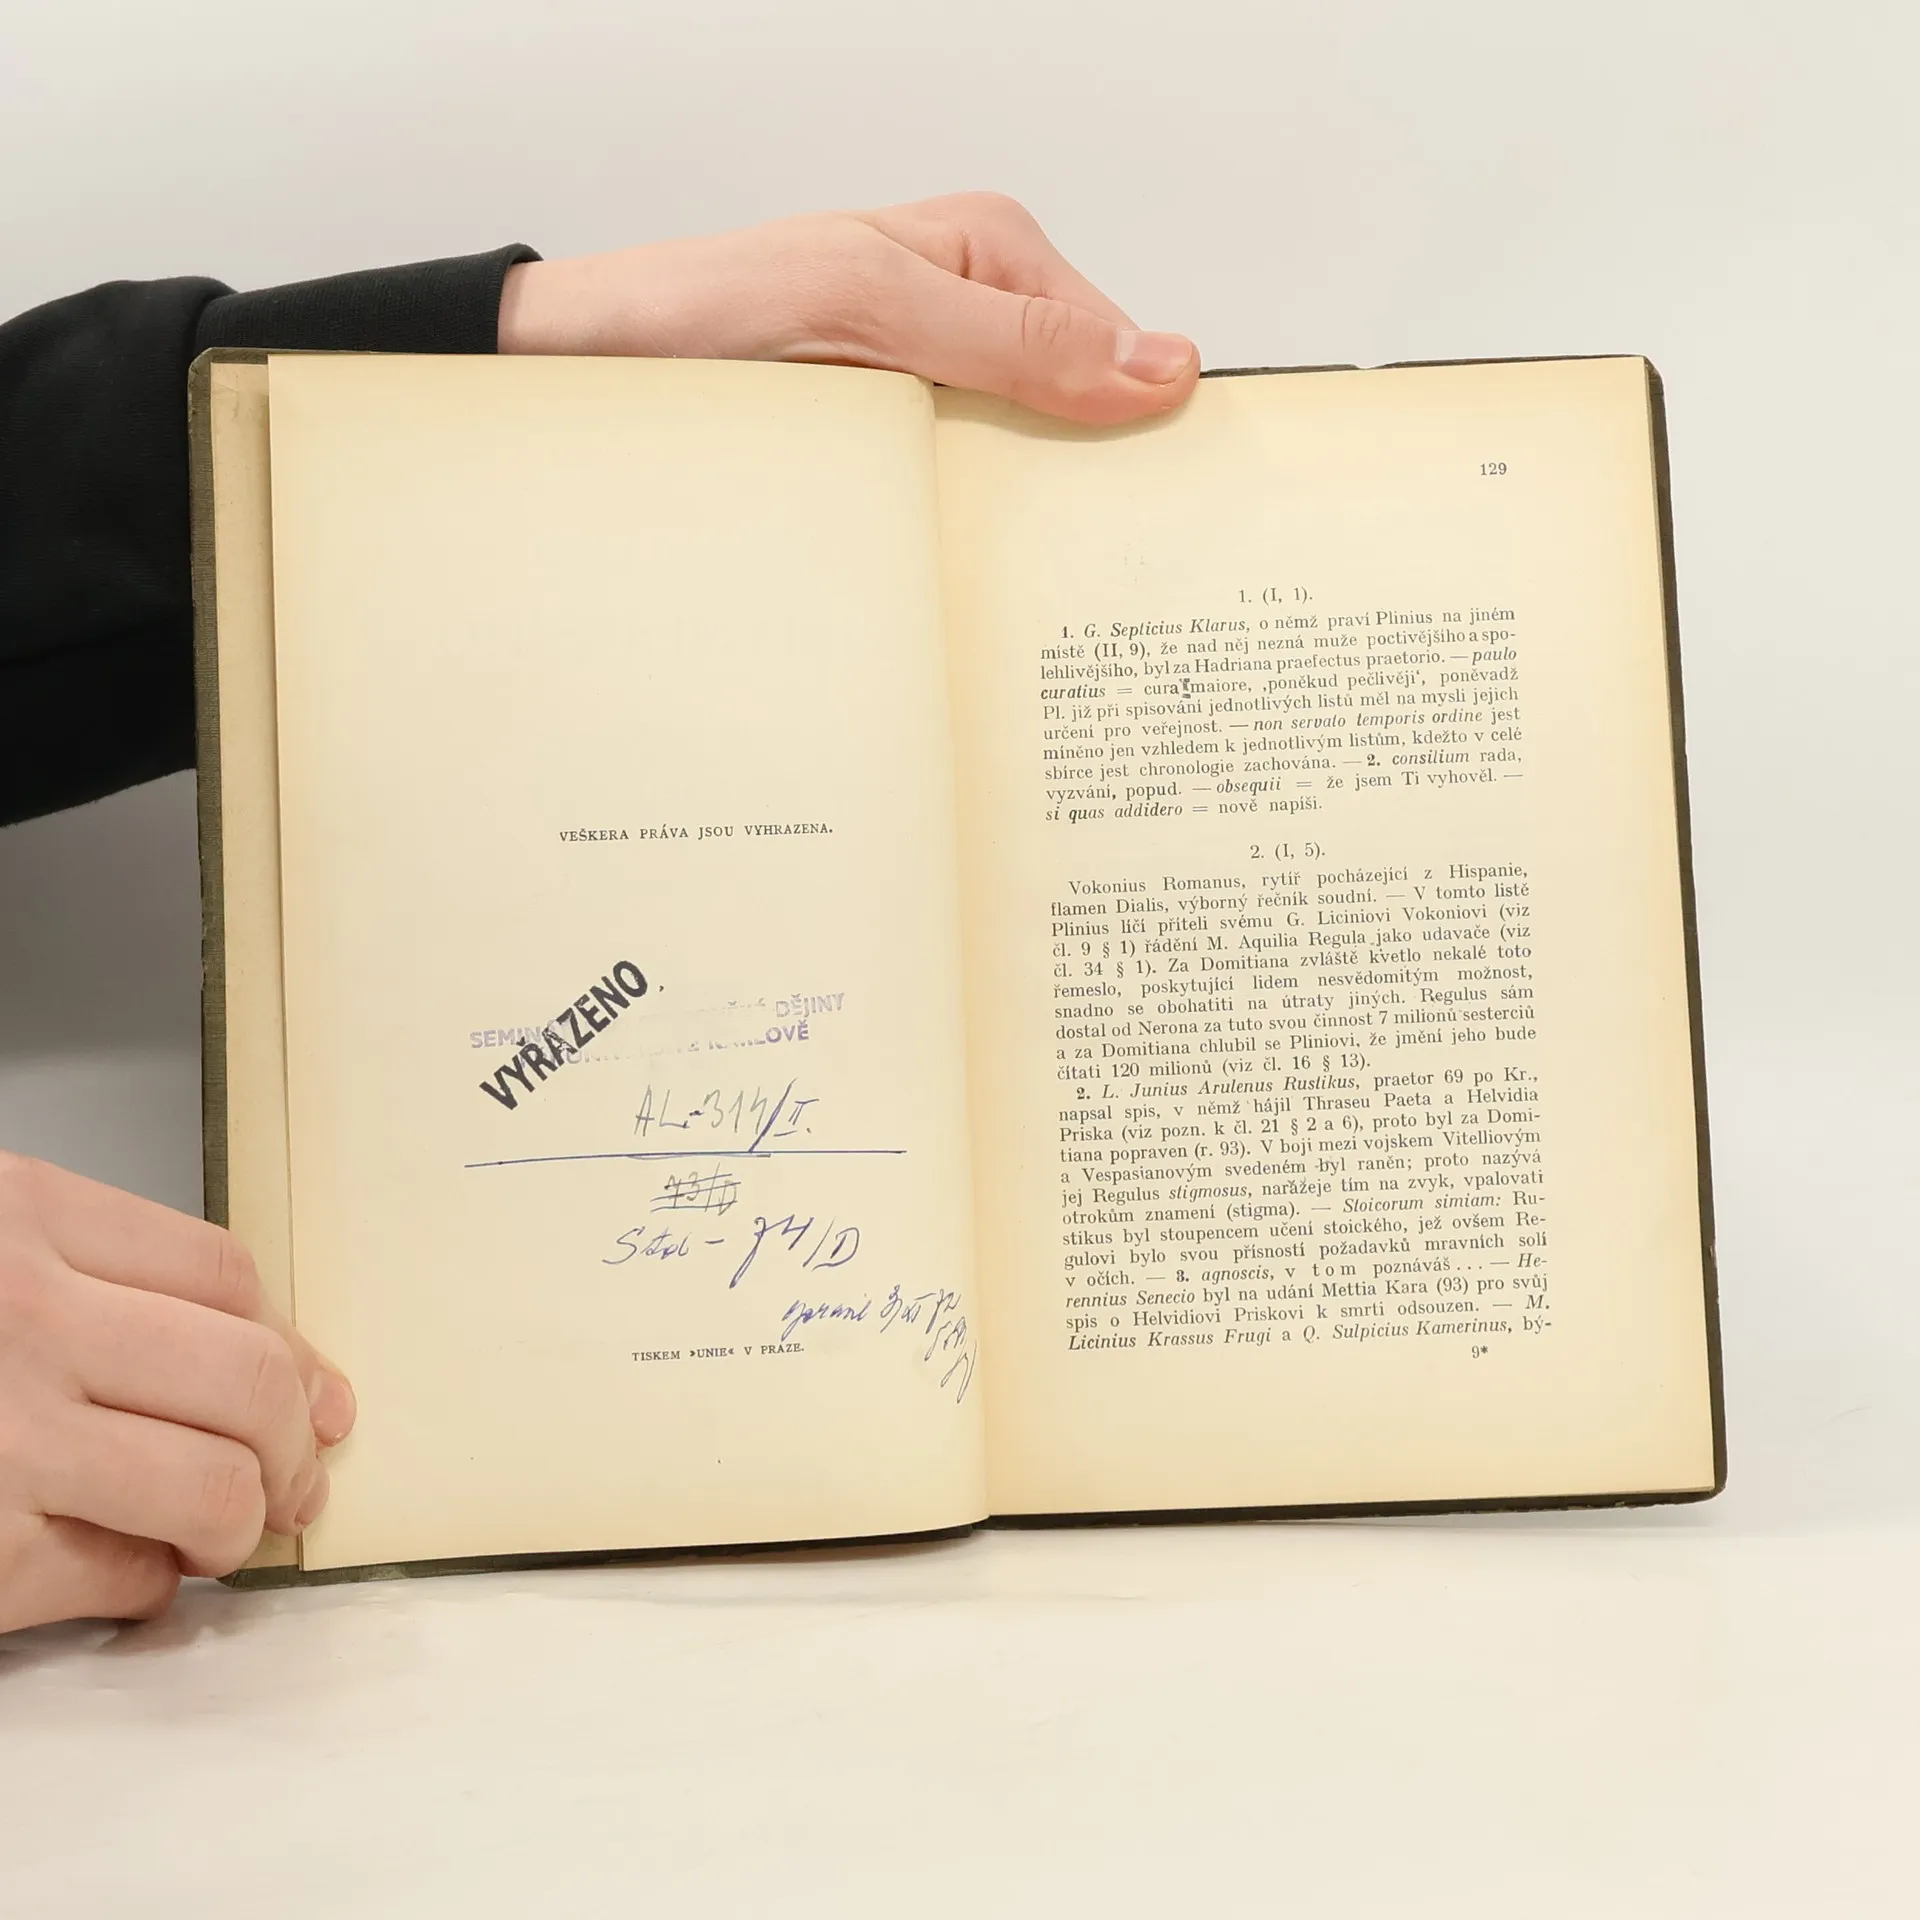 VEŠKERA PRÁVA JSOU VYHRAZENA.
VYŘAZENO
DĚJINY
AL-314/II.
74/D
TISKEM »UNIE« V PRAZE.
129
1. (I, 1).
1. G. Septicius Klarus, o němž praví Plinius na jiném
místě (II, 9), že nad něj nezná muže poctivějšího a spo-
lehlivějšího, byl za Hadriana praefectus praetorio. — paulo
curatius = cura maiore, ‚poněkud pečlivěji‘, poněvadž
Pl. již při spisování jednotlivých listů měl na mysli jejich
určení pro veřejnost. — non servato temporis ordine jest
míněno jen vzhledem k jednotlivým listům, kdežto v celé
sbírce jest chronologie zachována. — 2. consilium rada,
vyzvání, popud. — obsequii = že jsem Ti vyhověl. —
si quas addidero = nově napíši.
2. (I, 5).
Vokonius Romanus, rytíř pocházející z Hispanie,
flamen Dialis, výborný řečník soudní. — V tomto listě
Plinius líčí příteli svému G. Liciniovi Vokoniovi (viz
čl. 9 § 1) řádění M. Aquilia Regula jako udavače (viz
čl. 34 § 1). Za Domitiana zvláště kvetlo nekalé toto
řemeslo, poskytující lidem nesvědomitým možnost,
snadno se obohatiti na útraty jiných. Regulus sám
dostal od Nerona za tuto svou činnost 7 milionů sesterciů
a za Domitiana chlubil se Pliniovi, že jmění jeho bude
čítati 120 milionů (viz čl. 16 § 13).
2. L. Junius Arulenus Rustikus, praetor 69 po Kr.,
napsal spis, v němž hájil Thraseu Paeta a Helvidia
Priska (viz pozn. k čl. 21 § 2 a 6), proto byl za Domi-
tiana popraven (r. 93). V boji mezi vojskem Vitelliovým
a Vespasianovým svedeném byl raněn; proto nazývá
jej Regulus stigmosus, narážeje tím na zvyk, vpalovati
otrokům znamení (stigma). — Stoicorum simiam: Ru-
stikus byl stoupencem učení stoického, jež ovšem Re-
gulovi bylo svou přísností požadavků mravních solí
v očích. — 3. agnoscis, v tom poznáváš... — He-
rennius Senecio byl na udání Mettia Kara (93) pro svůj
spis o Helvidiovi Priskovi k smrti odsouzen. — M.
Licinius Krassus Frugi a Q. Sulpicius Kamerinus, bý-
9*